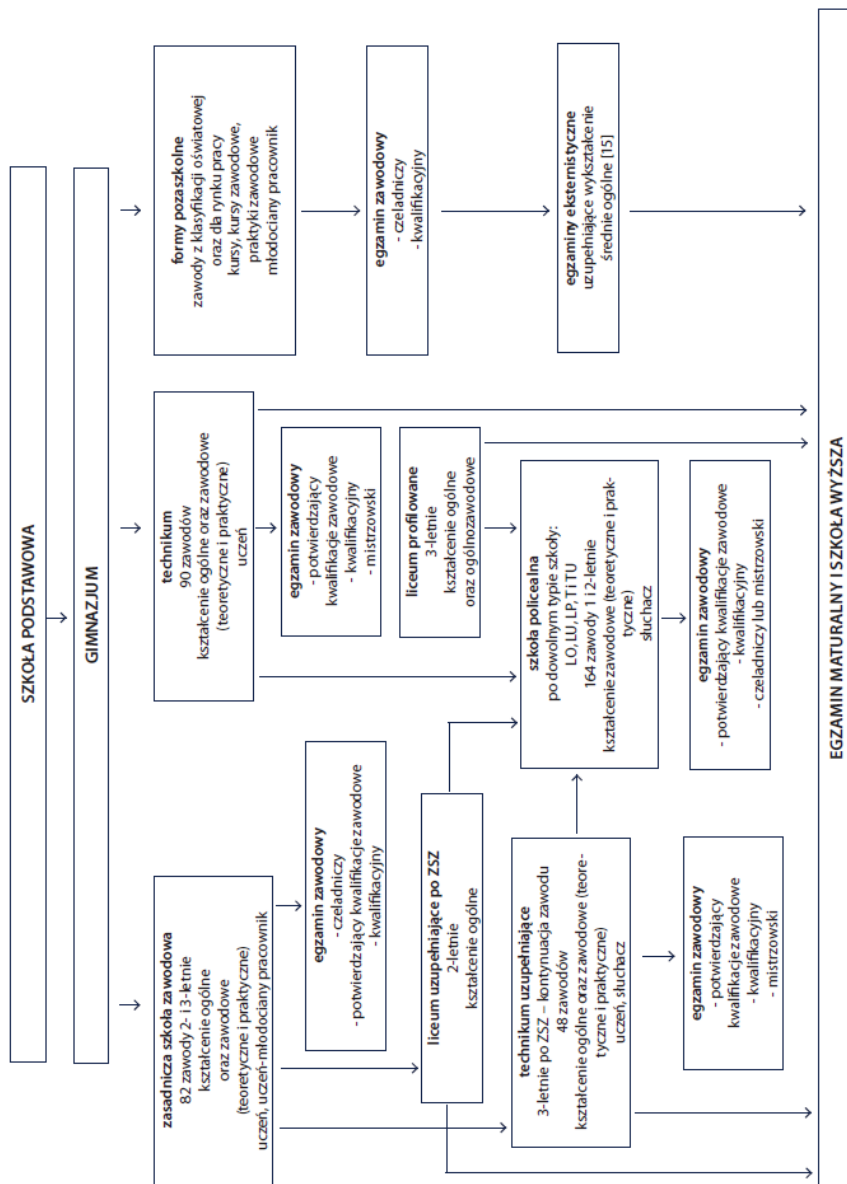 SZKOŁA PODSTAWOWA
GIMNAZJUM
zasadnicza szkoła zawodowa
82 zawody 2- i 3-letnie
kształcenie ogólne
oraz zawodowe
(teoretyczne i praktyczne)
uczeń, uczeń-młodociany pracownik
technikum
90 zawodów
kształcenie ogólne oraz zawodowe
(teoretyczne i praktyczne)
uczeń
formy pozaszkolne
zawody z klasyfikacji oświatowej
oraz dla rynku pracy
kursy, kursy zawodowe,
praktyki zawodowe
młodociany pracownik
egzamin zawodowy
- czeladniczy
- potwierdzający kwalifikacje zawodowe
- kwalifikacyjny
egzamin zawodowy
- potwierdzający
kwalifikacje zawodowe
- kwalifikacyjny
- mistrzowski
egzamin zawodowy
- czeladniczy
- kwalifikacyjny
liceum profilowane
3-letnie
kształcenie ogólne
oraz ogólnozawodowe
liceum uzupełniające po ZSZ
2-letnie
kształcenie ogólne
technikum uzupełniające
3-letnie po ZSZ – kontynuacja zawodu
48 zawodów
kształcenie ogólne oraz zawodowe (teore-
tyczne i praktyczne)
uczeń, słuchacz
szkoła policealna
po dowolnym typie szkoły:
LO, LU, LP, T i TU
164 zawody 1 i 2-letnie
kształcenie zawodowe (teoretyczne i prak-
tyczne)
słuchacz
egzaminy eksternistyczne
uzupełniające wykształcenie
średnie ogólne [15]
egzamin zawodowy
- potwierdzający
kwalifikacje zawodowe
- kwalifikacyjny
- mistrzowski
egzamin zawodowy
- potwierdzający kwalifikacje zawodowe
- kwalifikacyjny
- czeladniczy lub mistrzowski
EGZAMIN MATURALNY I SZKOŁA WYŻSZA